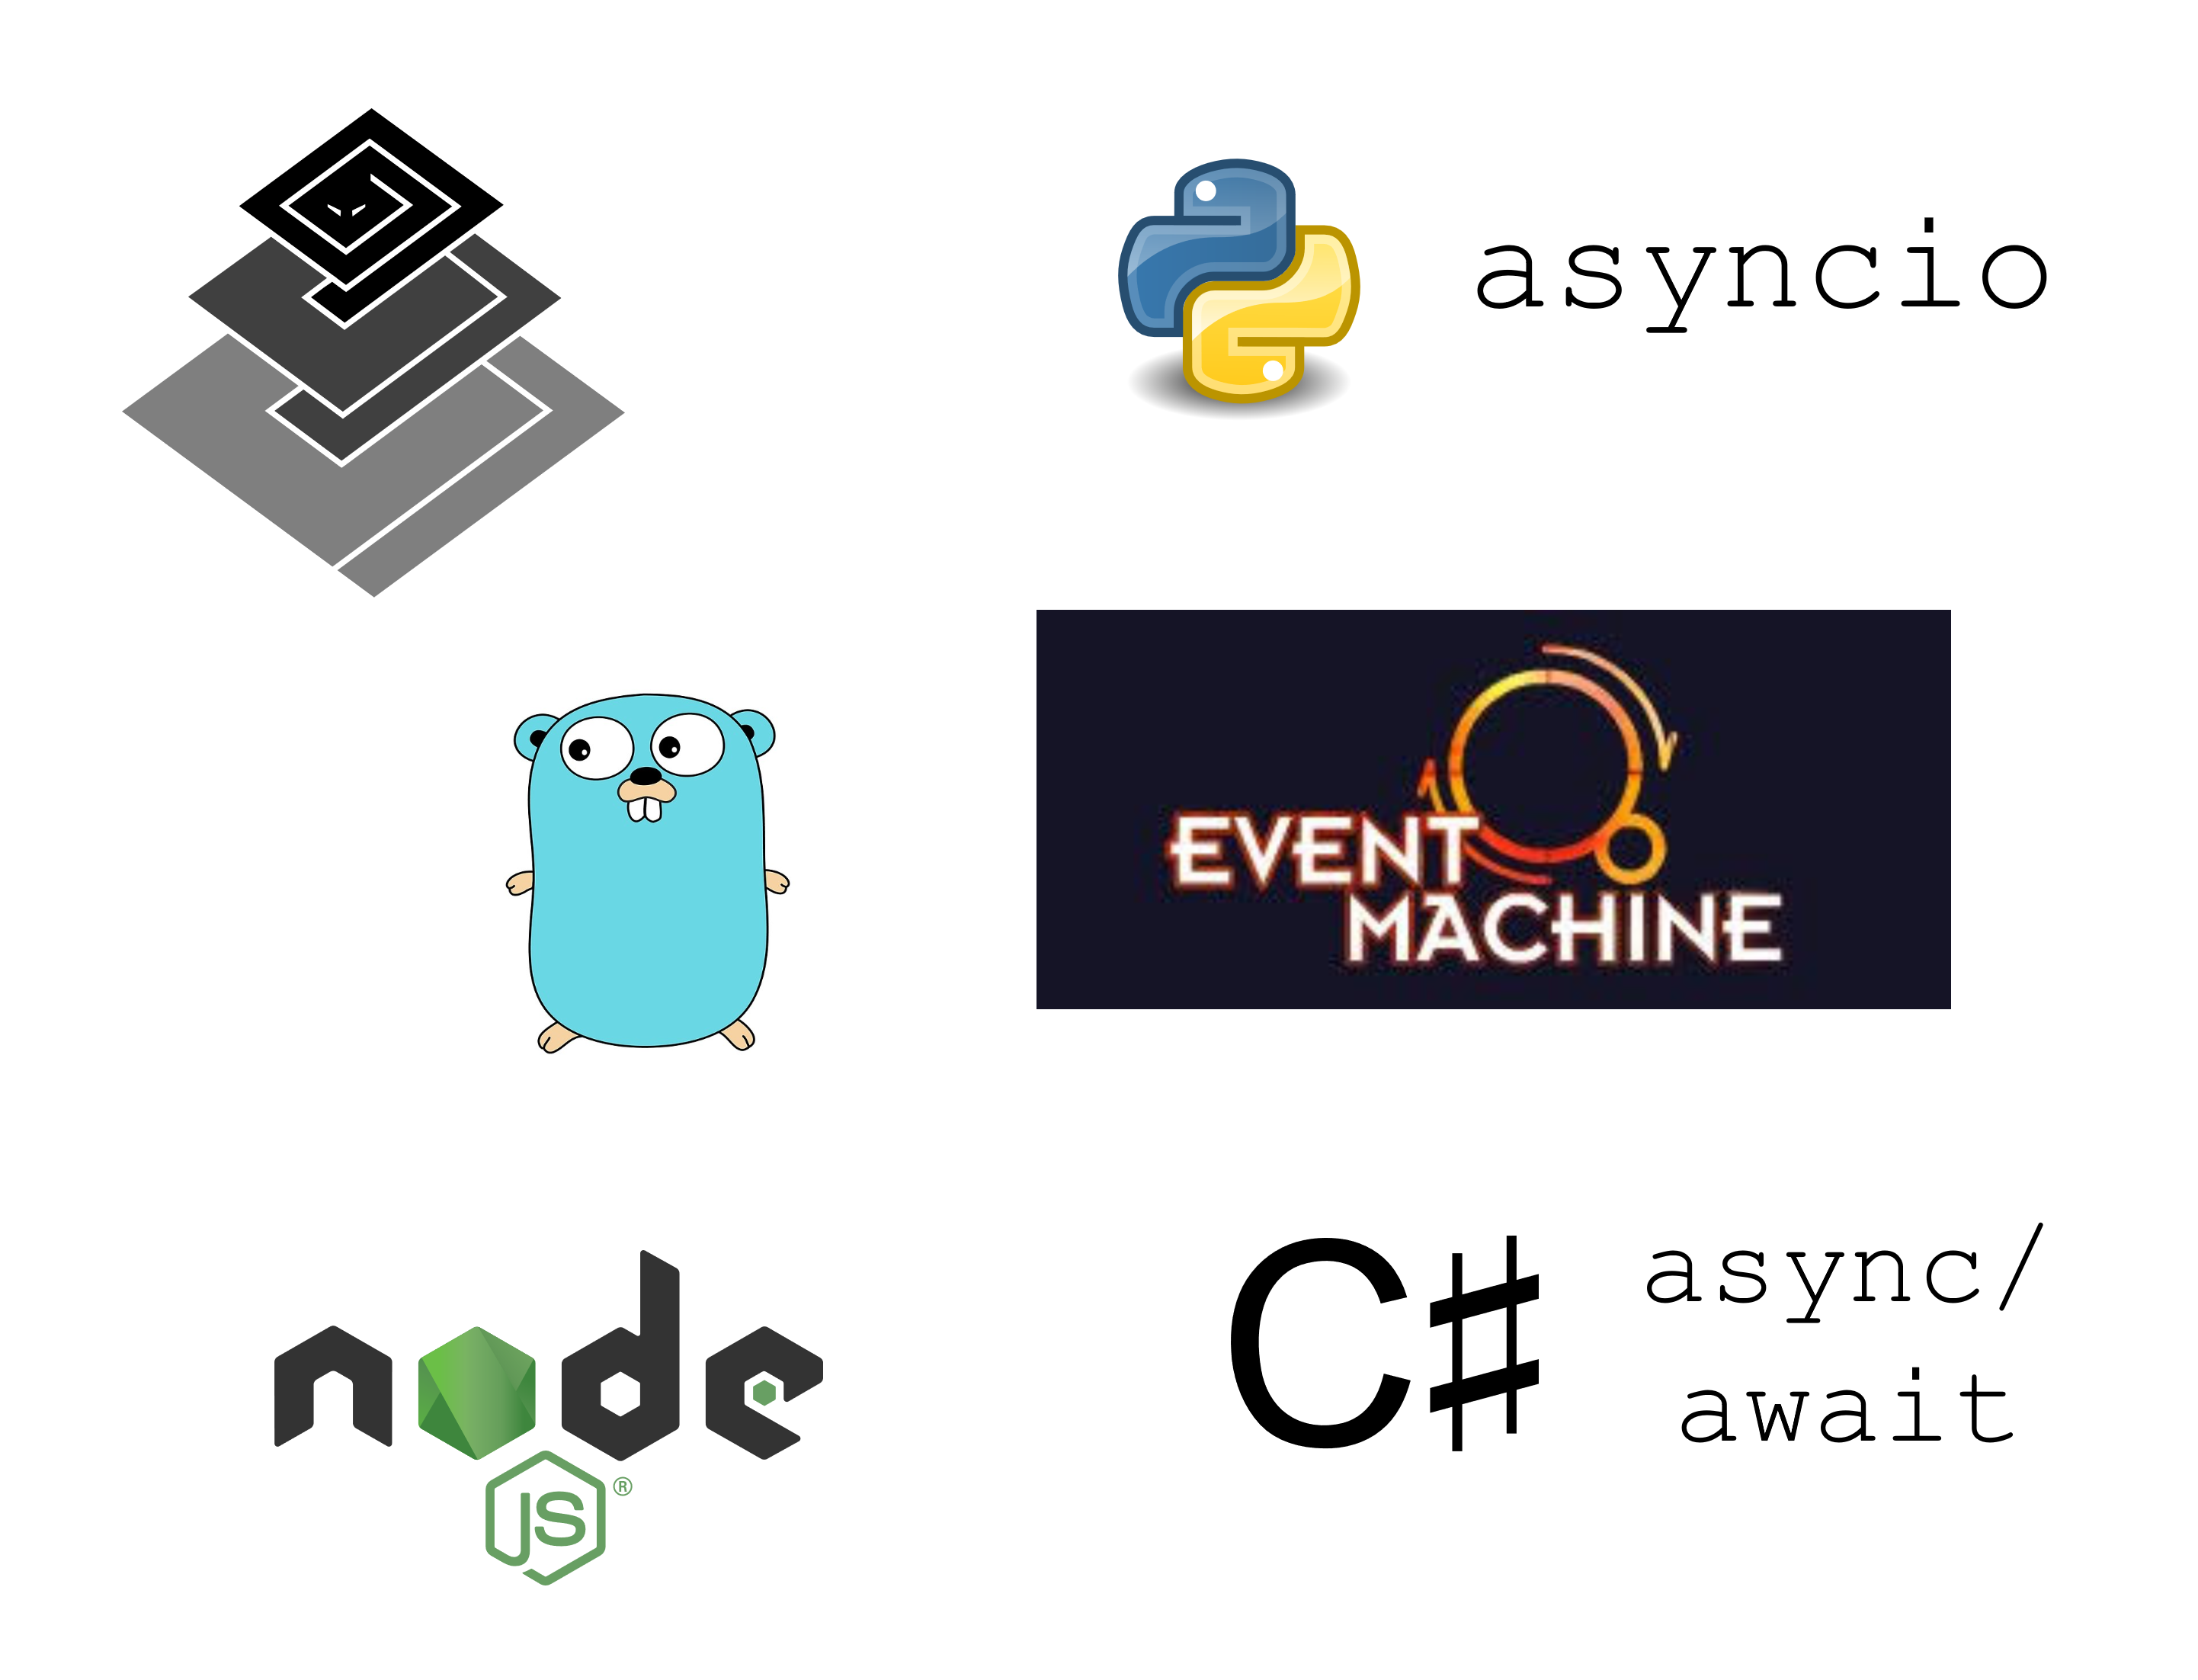 asyncio
EVENT
MACHINE
node
JS®
C♯
async/
await